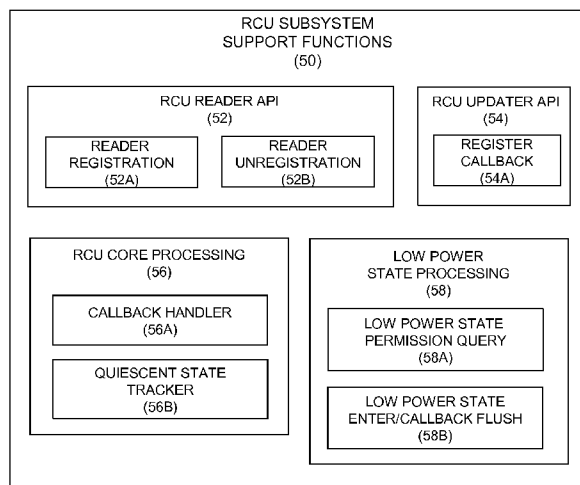 RCU SUBSYSTEM
SUPPORT FUNCTIONS
(50)
RCU READER API
(52)
READER
REGISTRATION
(52A)
READER
UNREGISTRATION
(52B)
RCU UPDATER API
(54)
REGISTER
CALLBACK
(54A)
RCU CORE PROCESSING
(56)
CALLBACK HANDLER
(56A)
QUIESCENT STATE
TRACKER
(56B)
LOW POWER
STATE PROCESSING
(58)
LOW POWER STATE
PERMISSION QUERY
(58A)
LOW POWER STATE
ENTER/CALLBACK FLUSH
(58B)